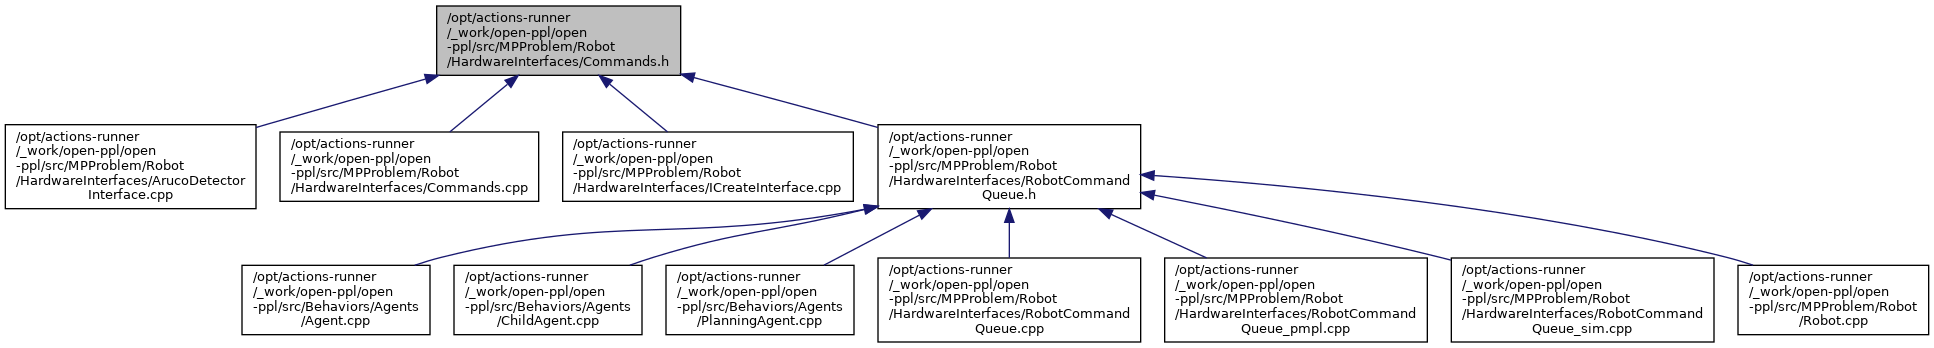 /opt/actions-runner
/_work/open-ppl/open
-ppl/src/MPProblem/Robot
/HardwareInterfaces/Commands.h
/opt/actions-runner
/_work/open-ppl/open
-ppl/src/MPProblem/Robot
/HardwareInterfaces/ArucoDetector
Interface.cpp
/opt/actions-runner
/_work/open-ppl/open
-ppl/src/MPProblem/Robot
/HardwareInterfaces/Commands.cpp
/opt/actions-runner
/_work/open-ppl/open
-ppl/src/MPProblem/Robot
/HardwareInterfaces/ICreateInterface.cpp
/opt/actions-runner
/_work/open-ppl/open
-ppl/src/MPProblem/Robot
/HardwareInterfaces/RobotCommand
Queue.h
/opt/actions-runner
/_work/open-ppl/open
-ppl/src/Behaviors/Agents
/Agent.cpp
/opt/actions-runner
/_work/open-ppl/open
-ppl/src/Behaviors/Agents
/ChildAgent.cpp
/opt/actions-runner
/_work/open-ppl/open
-ppl/src/Behaviors/Agents
/PlanningAgent.cpp
/opt/actions-runner
/_work/open-ppl/open
-ppl/src/MPProblem/Robot
/HardwareInterfaces/RobotCommand
Queue.cpp
/opt/actions-runner
/_work/open-ppl/open
-ppl/src/MPProblem/Robot
/HardwareInterfaces/RobotCommand
Queue_pmpl.cpp
/opt/actions-runner
/_work/open-ppl/open
-ppl/src/MPProblem/Robot
/HardwareInterfaces/RobotCommand
Queue_sim.cpp
/opt/actions-runner
/_work/open-ppl/open
-ppl/src/MPProblem/Robot
/Robot.cpp